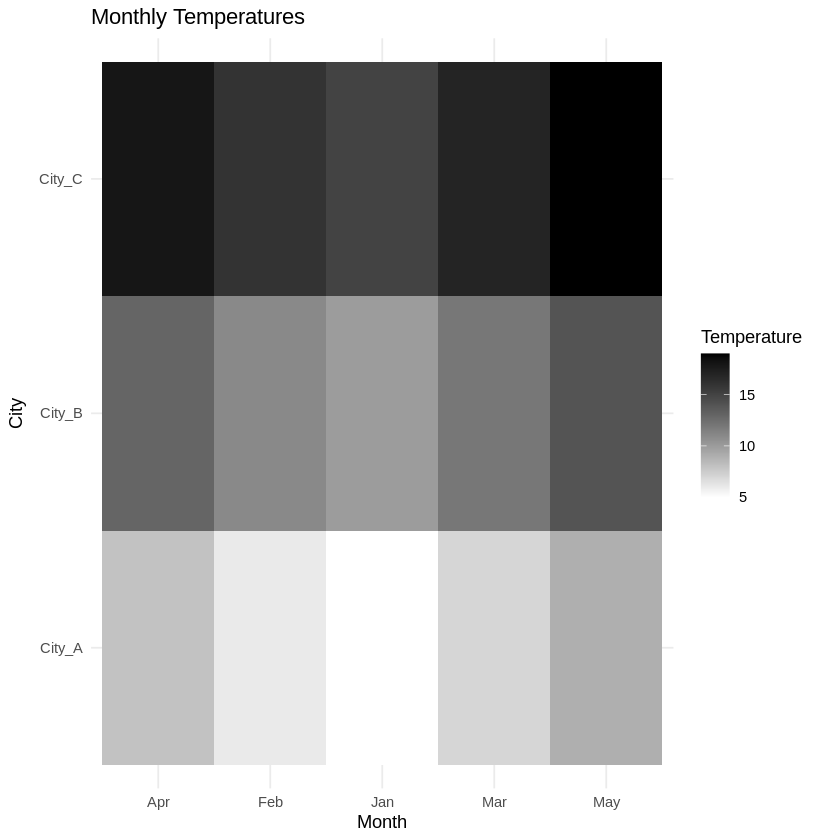 Monthly Temperatures
City_C
City_B
City_A
City
Apr Feb Jan Mar May
Month
Temperature
15
10
5